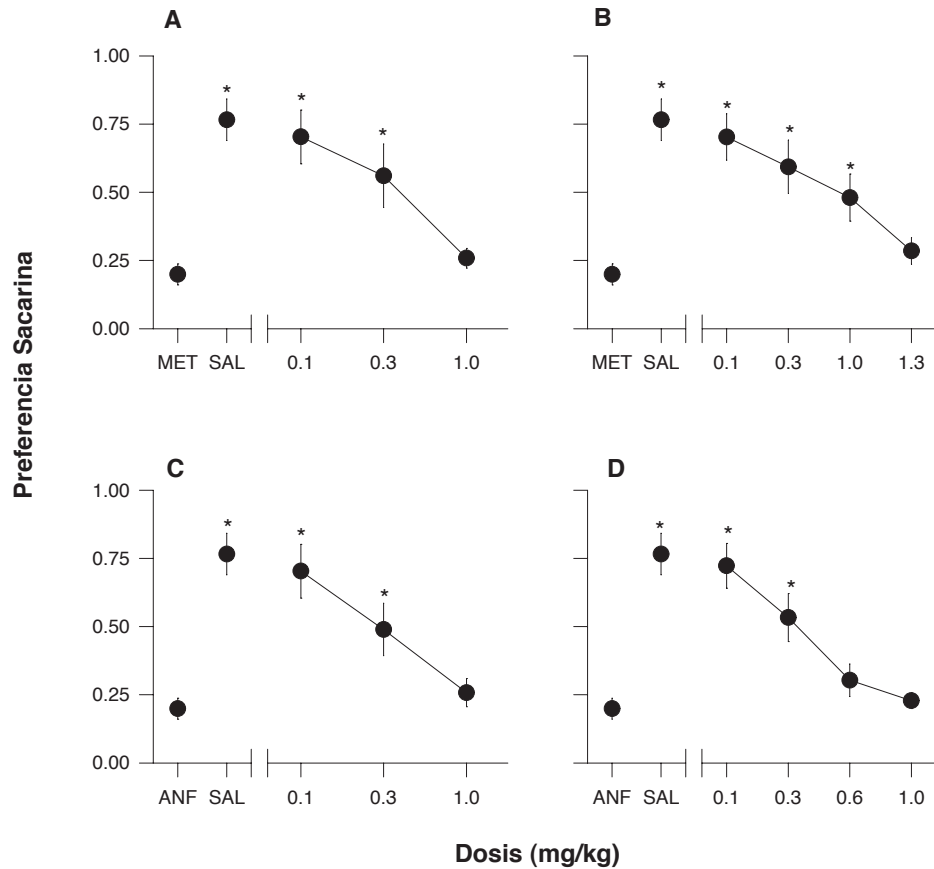 A
B
Preferencia Sacarina
1.00
0.75
0.50
0.25
0.00
*
*
*
MET SAL 0.1 0.3 1.0
*
*
*
*
MET SAL 0.1 0.3 1.0 1.3
C
D
1.00
0.75
0.50
0.25
0.00
*
*
*
ANF SAL 0.1 0.3 1.0
*
*
*
ANF SAL 0.1 0.3 0.6 1.0
Dosis (mg/kg)